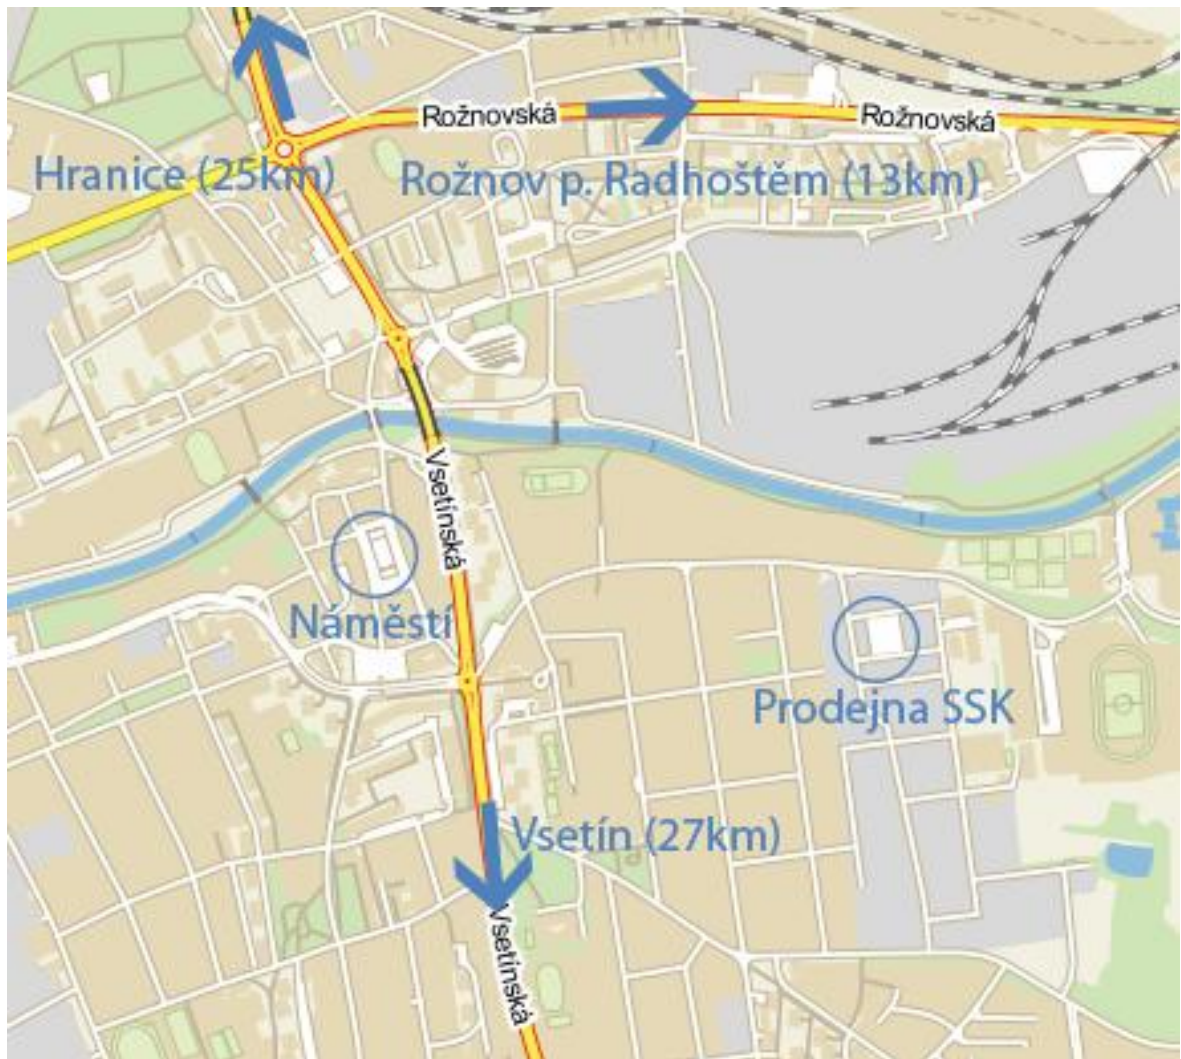 Rožnovská
Rožnovská
Hranice (25km)
Rožnov p. Radhoštěm (13km)
Vsetínská
Náměstí
Prodejna SSK
Vsetín (27km)
Vsetínská